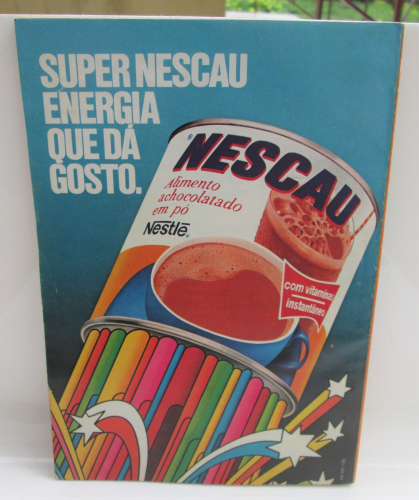 SUPER NESCAU
ENERGIA
QUE DÁ
GOSTO.
NESCAU
Alimento
achocolatado
em pó
Nestlé
com vitaminas
instantâneo